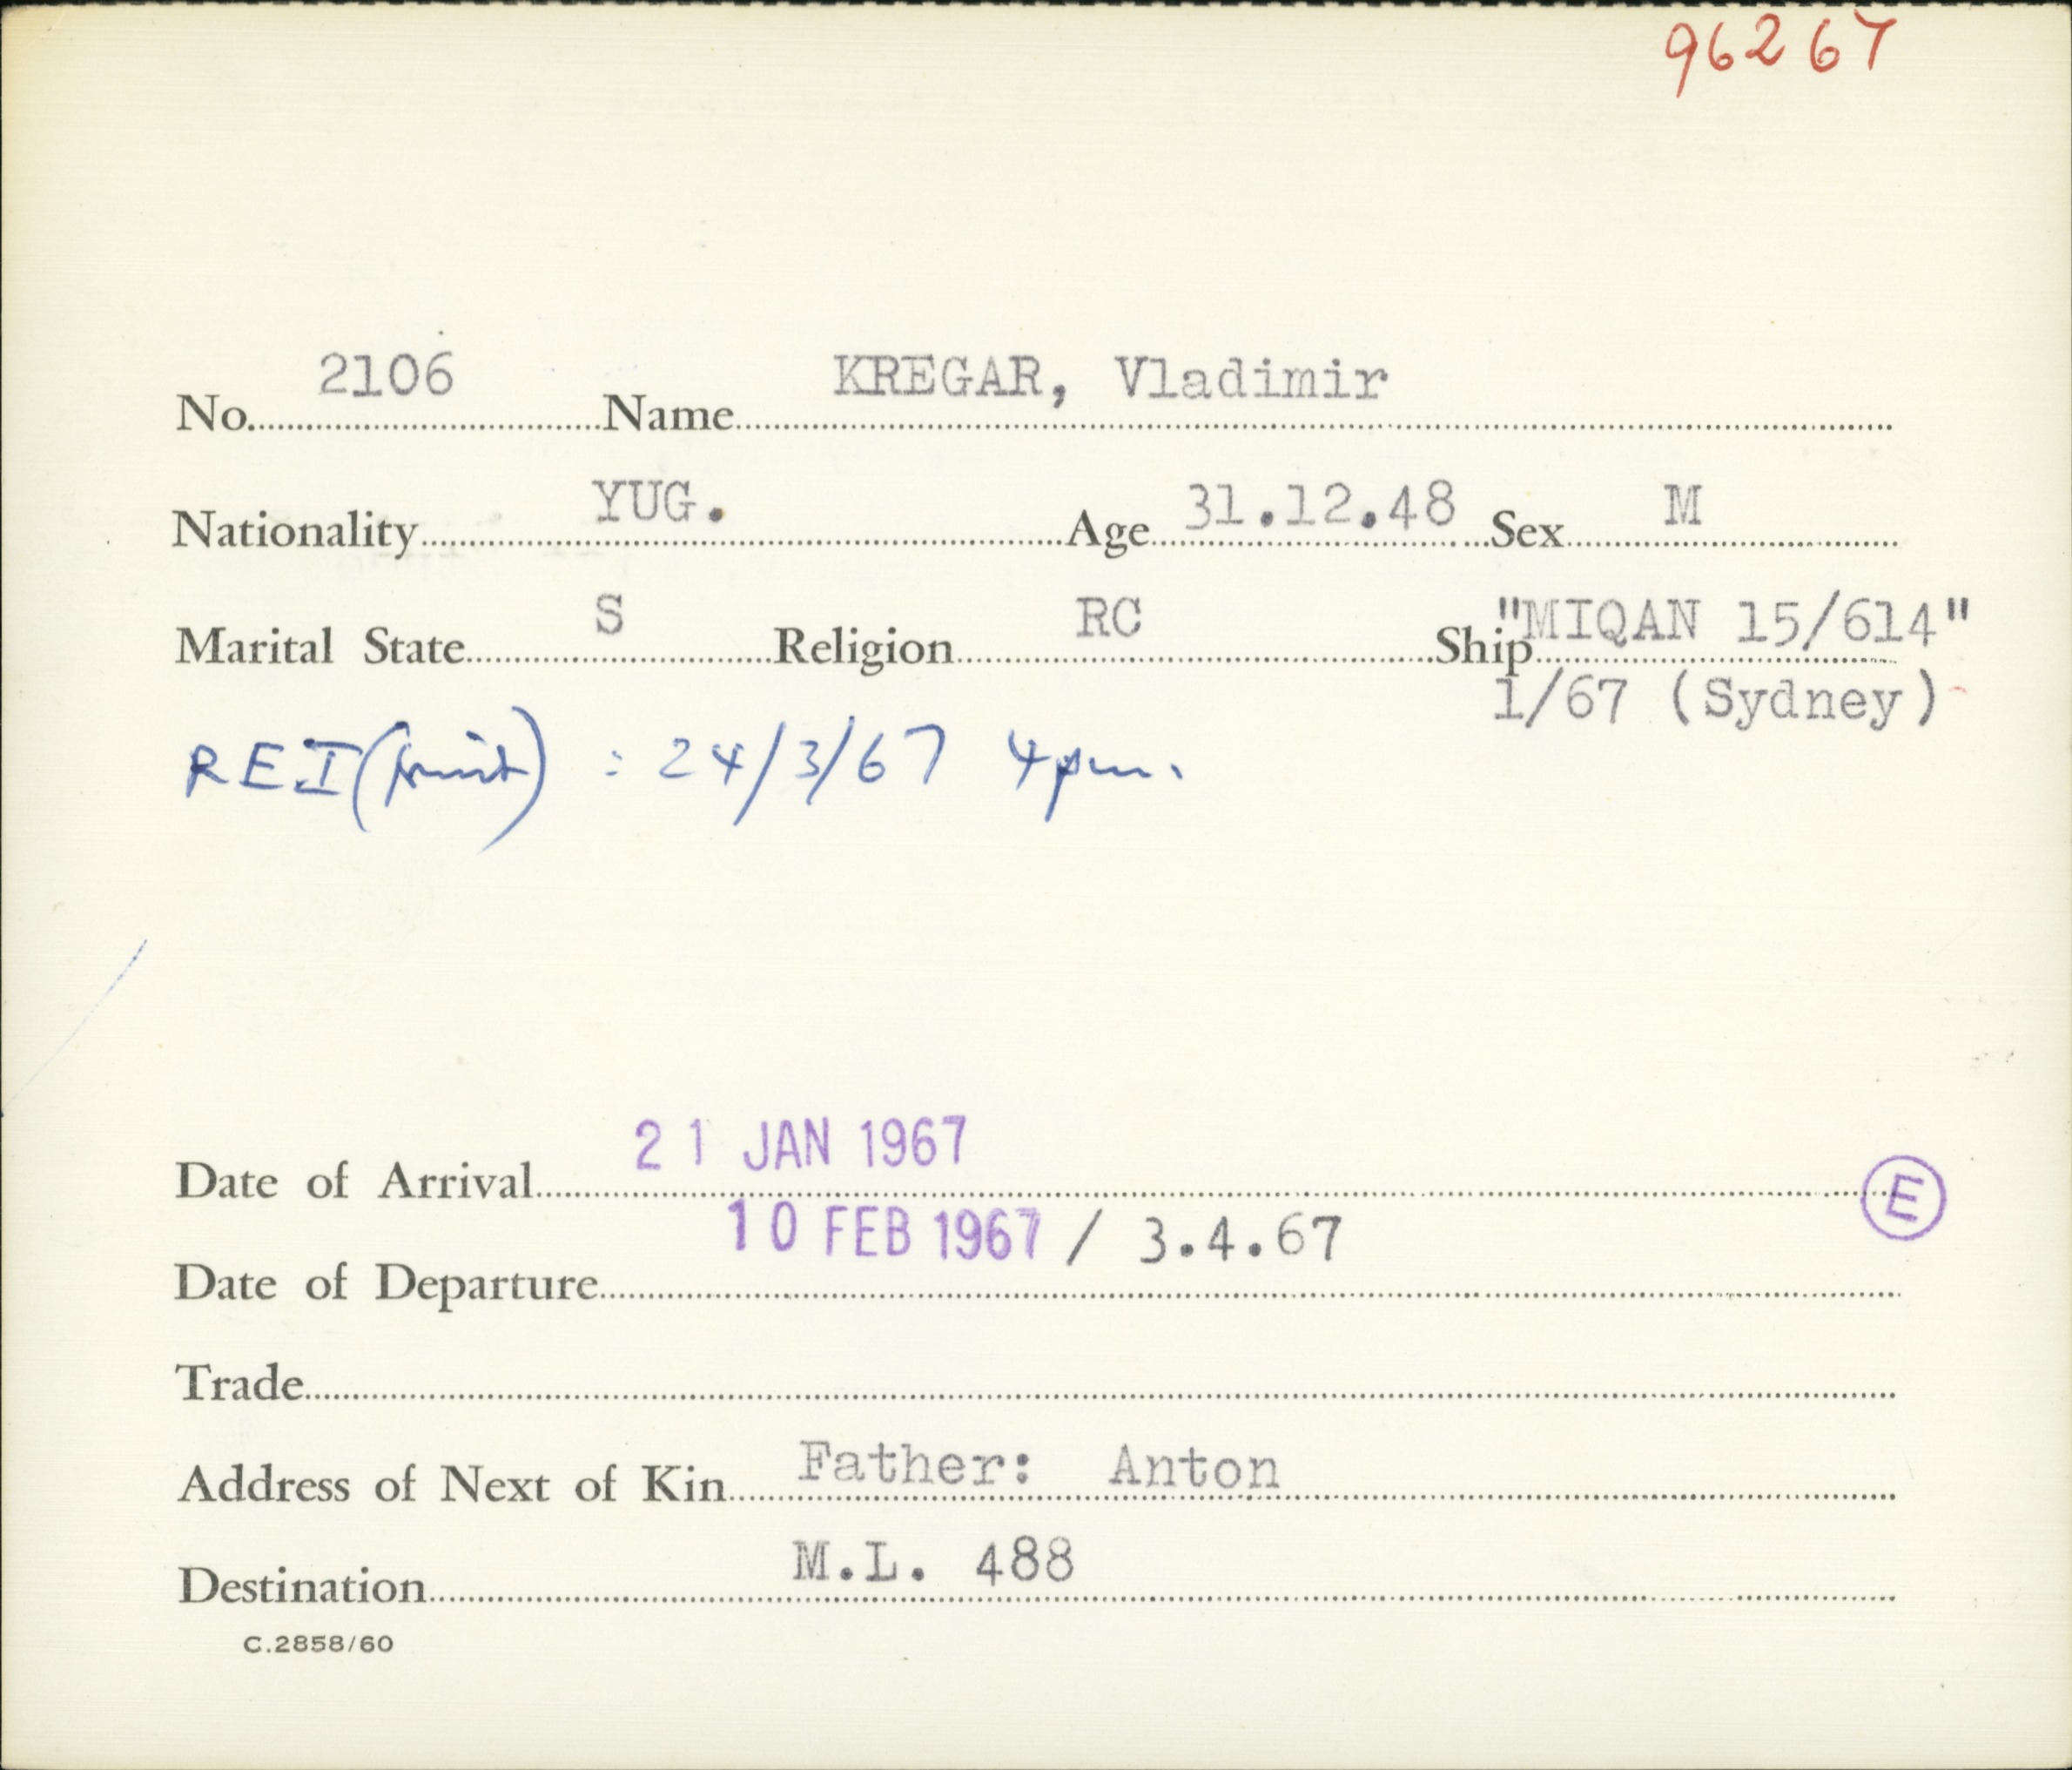 96267
No. 2106 Name KREGAR, Vladimir
Nationality YUG. Age 31.12.48 Sex M
Marital State S Religion RC Ship "MIQAN 15/614"
1/67 (Sydney)
REI ( ) : 24/3/67 4pm.
Date of Arrival 21 JAN 1967
E
Date of Departure 10 FEB 1967 / 3.4.67
Trade
Address of Next of Kin Father: Anton
Destination M.L. 488
C.2858/60